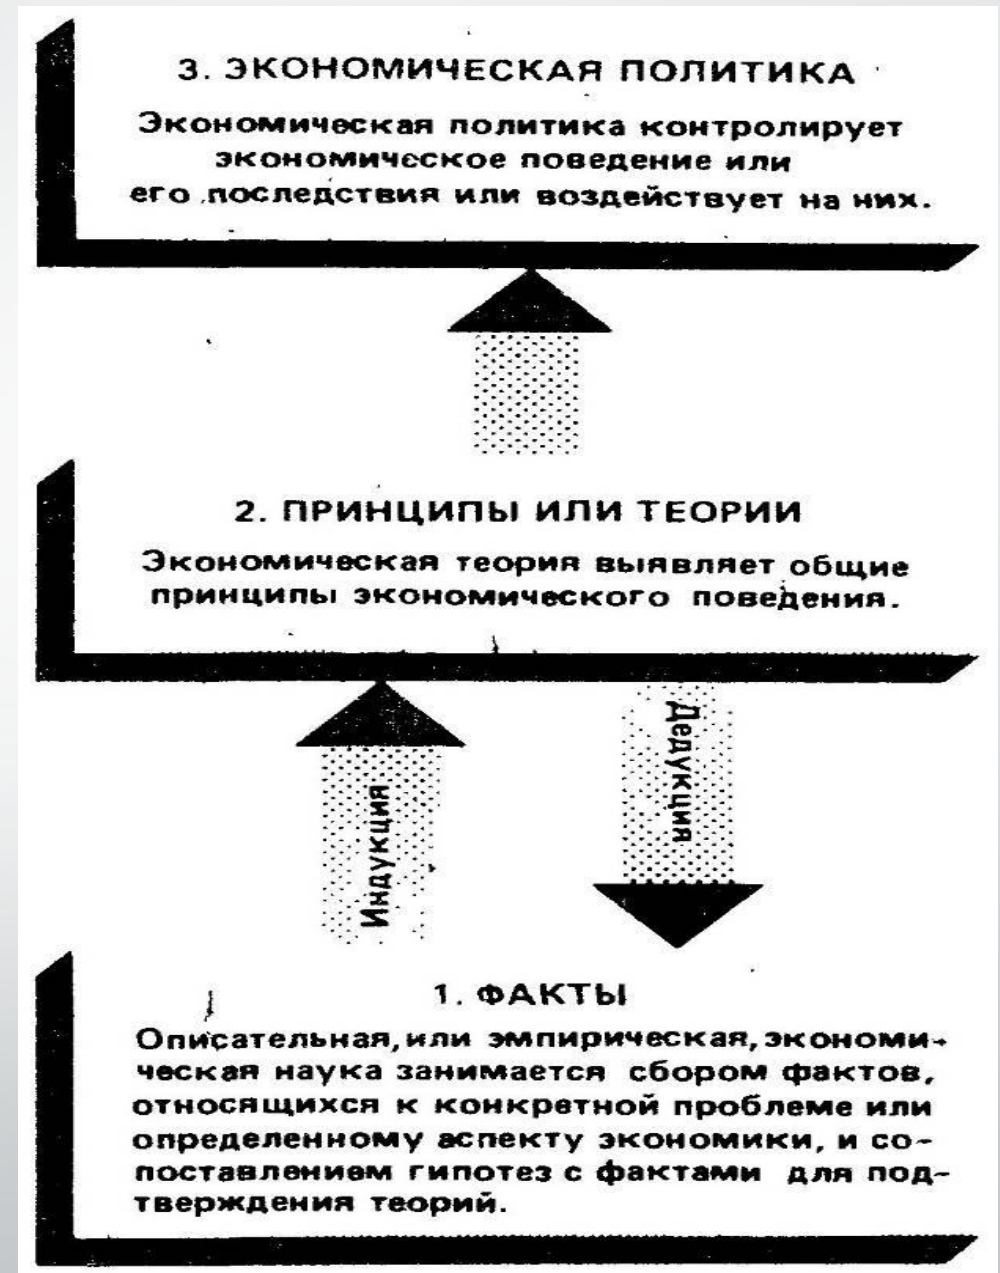 3. ЭКОНОМИЧЕСКАЯ ПОЛИТИКА
Экономическая политика контролирует
экономическое поведение или
его последствия или воздействует на них.
2. ПРИНЦИПЫ ИЛИ ТЕОРИИ
Экономическая теория выявляет общие
принципы экономического поведения.
Индукция
Дедукция
1. ФАКТЫ
Описательная, или эмпирическая, экономи-
ческая наука занимается сбором фактов,
относящихся к конкретной проблеме или
определенному аспекту экономики, и со-
поставлением гипотез с фактами для под-
тверждения теорий.